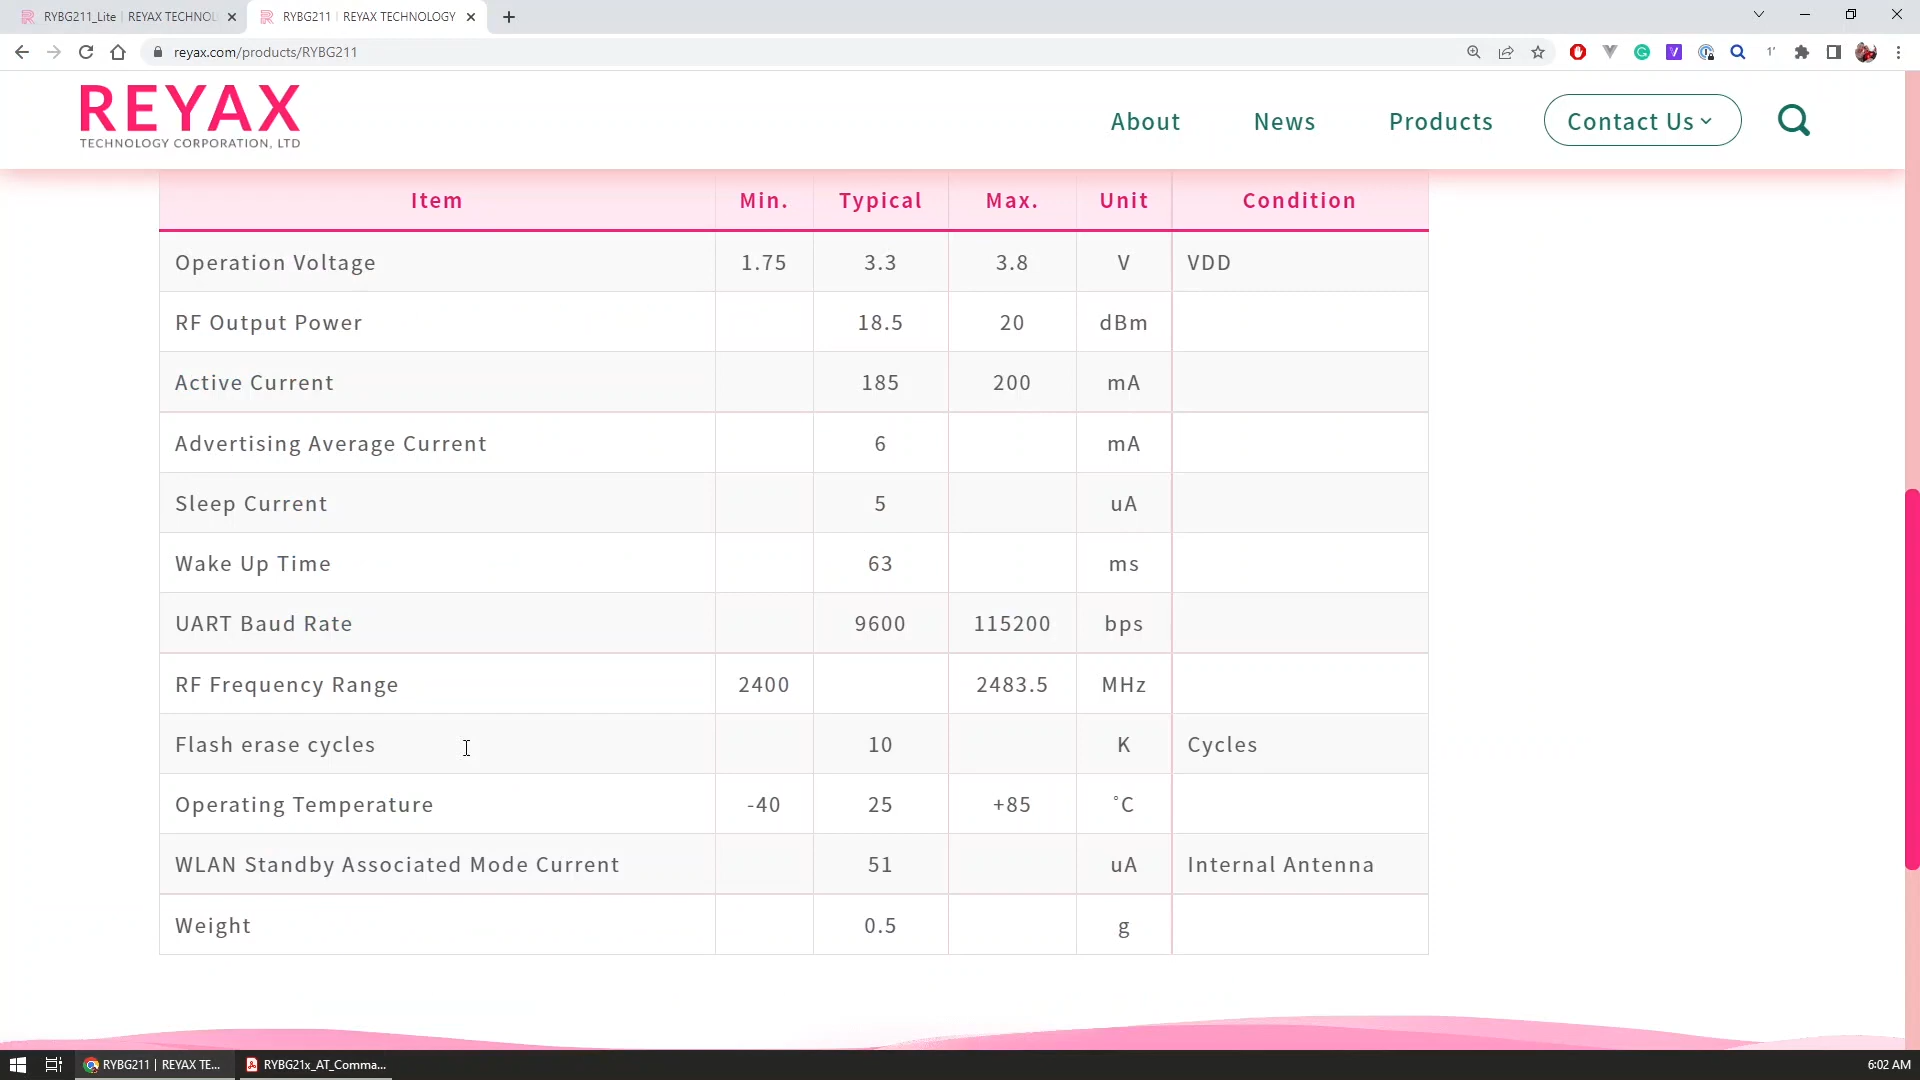 RYBG211_Lite | REYAX TECHNOL
RYBG211 | REYAX TECHNOLOGY
reyax.com/products/RYBG211
REYAX
TECHNOLOGY CORPORATION, LTD
About News Products Contact Us
Item Min. Typical Max. Unit Condition
Operation Voltage 1.75 3.3 3.8 V VDD
RF Output Power 18.5 20 dBm
Active Current 185 200 mA
Advertising Average Current 6 mA
Sleep Current 5 uA
Wake Up Time 63 ms
UART Baud Rate 9600 115200 bps
RF Frequency Range 2400 2483.5 MHz
Flash erase cycles 10 K Cycles
Operating Temperature -40 25 +85 ˚C
WLAN Standby Associated Mode Current 51 uA Internal Antenna
Weight 0.5 g
RYBG211 | REYAX TE... RYBG21x_AT_Comma... 6:02 AM